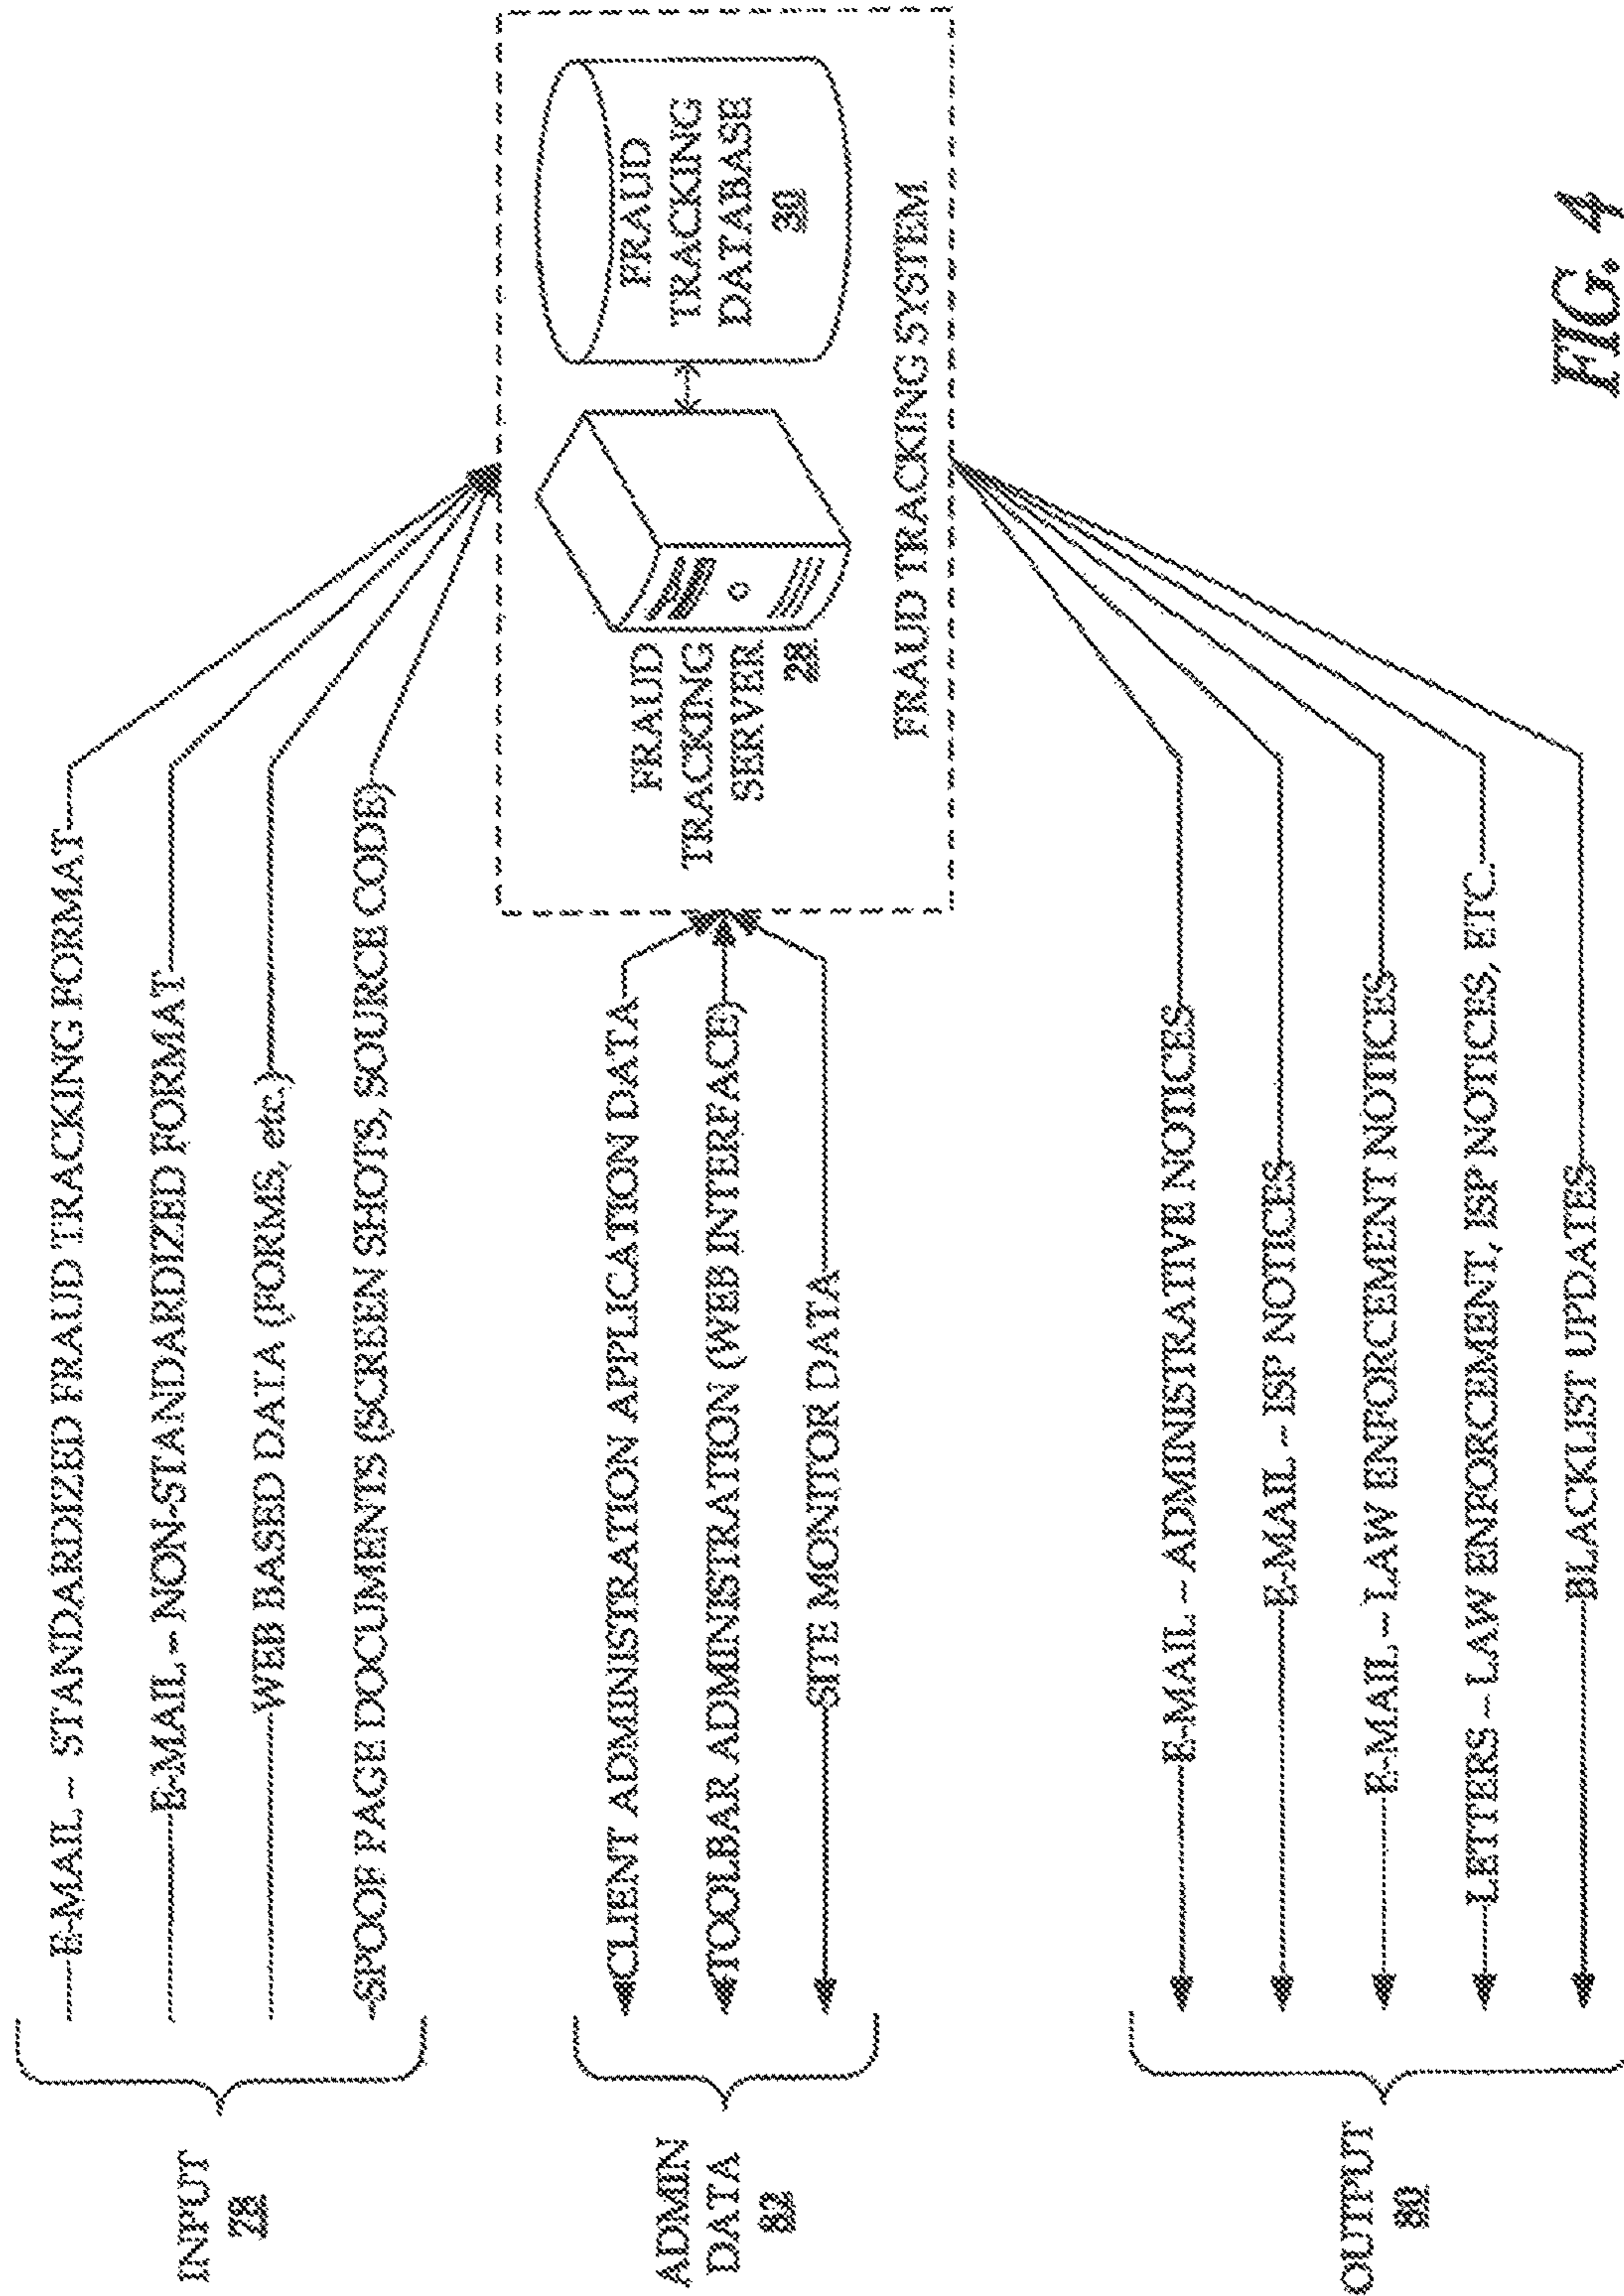 INPUT
78
E-MAIL – STANDARDIZED FRAUD TRACKING FORMAT
E-MAIL – NON-STANDARDIZED FORMAT
WEB BASED DATA (FORMS, etc.)
SPOOF PAGE DOCUMENTS (SCREEN SHOTS, SOURCE CODE)
ADMIN
DATA
82
CLIENT ADMINISTRATION APPLICATION DATA
TOOLBAR ADMINISTRATION (WEB INTERFACE)
SITE MONITOR DATA
FRAUD
TRACKING
SERVER
28
FRAUD
TRACKING
DATABASE
30
FRAUD TRACKING SYSTEM
OUTPUT
80
E-MAIL – ADMINISTRATIVE NOTICES
E-MAIL – ISP NOTICES
E-MAIL – LAW ENFORCEMENT NOTICES
LETTERS – LAW ENFORCEMENT, ISP NOTICES, ETC.
BLACKLIST UPDATES
FIG. 4